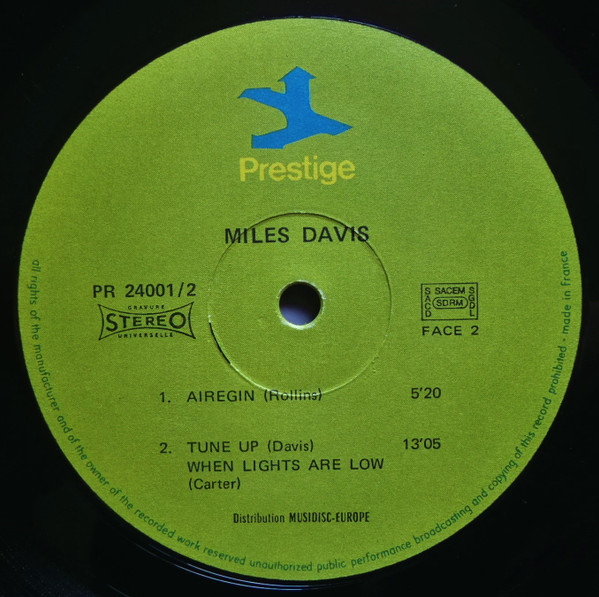 Prestige
MILES DAVIS
PR 24001/2
GRAVURE
STEREO
UNIVERSELLE
SACD
SACEM
SDRM
SGDL
FACE 2
1. AIREGIN (Rollins) 5'20
2. TUNE UP (Davis) 13'05
WHEN LIGHTS ARE LOW
(Carter)
Distribution MUSIDISC-EUROPE
all rights of the manufacturer and of the owner of the recorded work reserved unauthorized public performance broadcasting and copying of this record prohibited - made in France